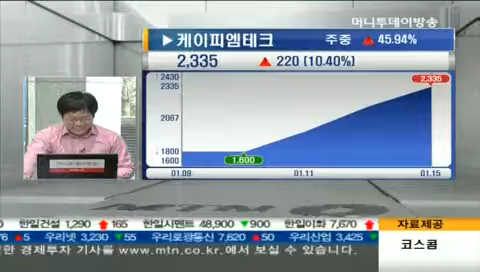 머니투데이방송
▶ 케이피엠테크 주중 ▲ 45.94%
2,335 ▲ 220 (10.40%)
2430
2335
2067
1800
1600
2,335
1,600
01.09 01.11 01.15
한일건설 1,290 165 한일시멘트 48,900 ▼900 한일이화 7,670
자료제공
▲5 우리넷 3,230 ▼55 우리로광통신 7,620 ▲50 우리산업 3,425
코스콤
한 경제투자 기사를 www.mtn.co.kr에서 보실 수 있습니다.